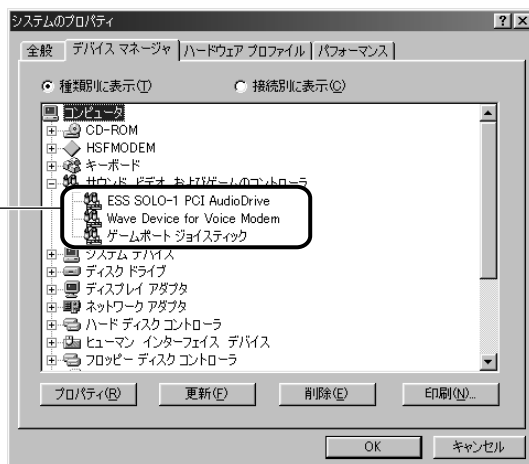 システムのプロパティ
全般 デバイス マネージャ ハードウェア プロファイル パフォーマンス
種類別に表示(T) 接続別に表示(C)
コンピュータ
CD-ROM
HSFMODEM
キーボード
サウンド、ビデオ、およびゲームのコントローラ
ESS SOLO-1 PCI AudioDrive
Wave Device for Voice Modem
ゲームポート ジョイスティック
システム デバイス
ディスク ドライブ
ディスプレイ アダプタ
ネットワーク アダプタ
ハード ディスク コントローラ
ヒューマン インターフェイス デバイス
フロッピー ディスク コントローラ
プロパティ(R) 更新(F) 削除(E) 印刷(N)...
OK キャンセル